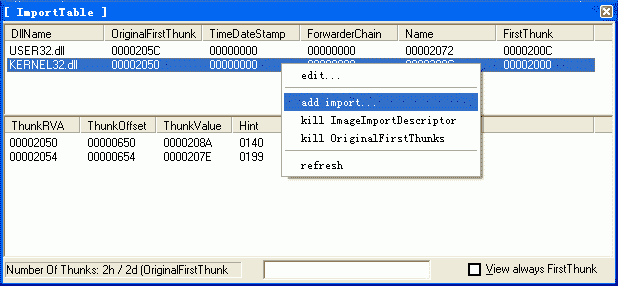 [ ImportTable ]
DllName OriginalFirstThunk TimeDateStamp ForwarderChain Name FirstThunk
USER32.dll 0000205C 00000000 00000000 00002072 0000200C
KERNEL32.dll 00002050 00000000 00002000
edit...
add import...
kill ImageImportDescriptor
kill OriginalFirstThunks
refresh
ThunkRVA ThunkOffset ThunkValue Hint
00002050 00000650 0000208A 0140
00002054 00000654 0000207E 0199
Number Of Thunks: 2h / 2d (OriginalFirstThunk
View always FirstThunk